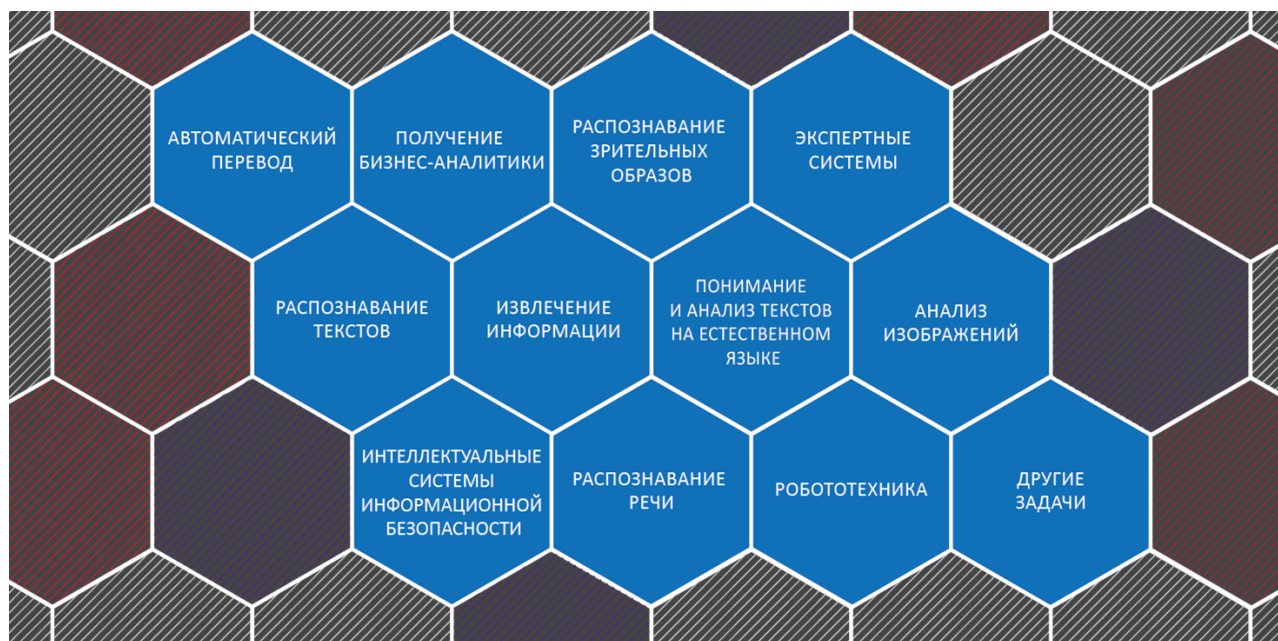 АВТОМАТИЧЕСКИЙ
ПЕРЕВОД
ПОЛУЧЕНИЕ
БИЗНЕС-АНАЛИТИКИ
РАСПОЗНАВАНИЕ
ЗРИТЕЛЬНЫХ
ОБРАЗОВ
ЭКСПЕРТНЫЕ
СИСТЕМЫ
РАСПОЗНАВАНИЕ
ТЕКСТОВ
ИЗВЛЕЧЕНИЕ
ИНФОРМАЦИИ
ПОНИМАНИЕ
И АНАЛИЗ ТЕКСТОВ
НА ЕСТЕСТВЕННОМ
ЯЗЫКЕ
АНАЛИЗ
ИЗОБРАЖЕНИЙ
ИНТЕЛЛЕКТУАЛЬНЫЕ
СИСТЕМЫ
ИНФОРМАЦИОННОЙ
БЕЗОПАСНОСТИ
РАСПОЗНАВАНИЕ
РЕЧИ
РОБОТОТЕХНИКА
ДРУГИЕ
ЗАДАЧИ